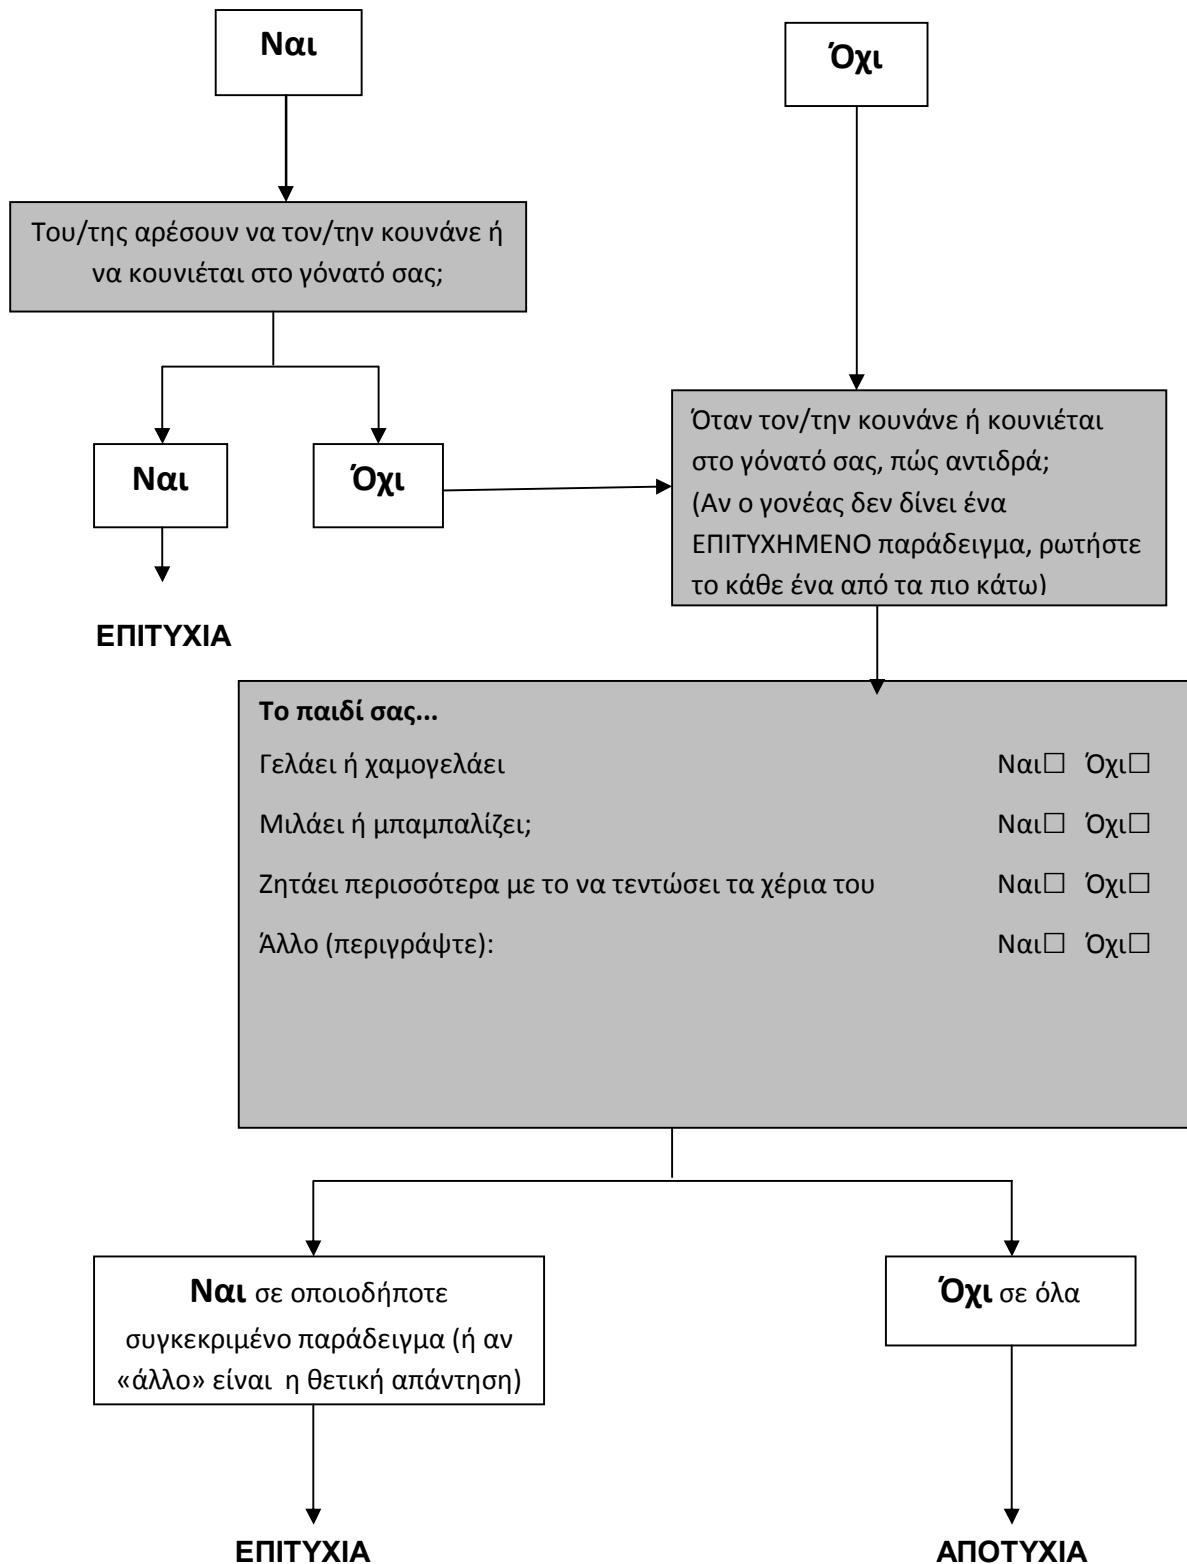 Ναι
Όχι
Του/της αρέσουν να τον/την κουνάνε ή
να κουνιέται στο γόνατό σας;
Ναι
Όχι
Όταν τον/την κουνάνε ή κουνιέται
στο γόνατό σας, πώς αντιδρά;
(Αν ο γονέας δεν δίνει ένα
ΕΠΙΤΥΧΗΜΕΝΟ παράδειγμα, ρωτήστε
το κάθε ένα από τα πιο κάτω)
ΕΠΙΤΥΧΙΑ
Το παιδί σας...
Γελάει ή χαμογελάει Ναι☐ Όχι☐
Μιλάει ή μπαμπαλίζει; Ναι☐ Όχι☐
Ζητάει περισσότερα με το να τεντώσει τα χέρια του Ναι☐ Όχι☐
Άλλο (περιγράψτε): Ναι☐ Όχι☐
Ναι σε οποιοδήποτε
συγκεκριμένο παράδειγμα (ή αν
«άλλο» είναι η θετική απάντηση)
Όχι σε όλα
ΕΠΙΤΥΧΙΑ
ΑΠΟΤΥΧΙΑ